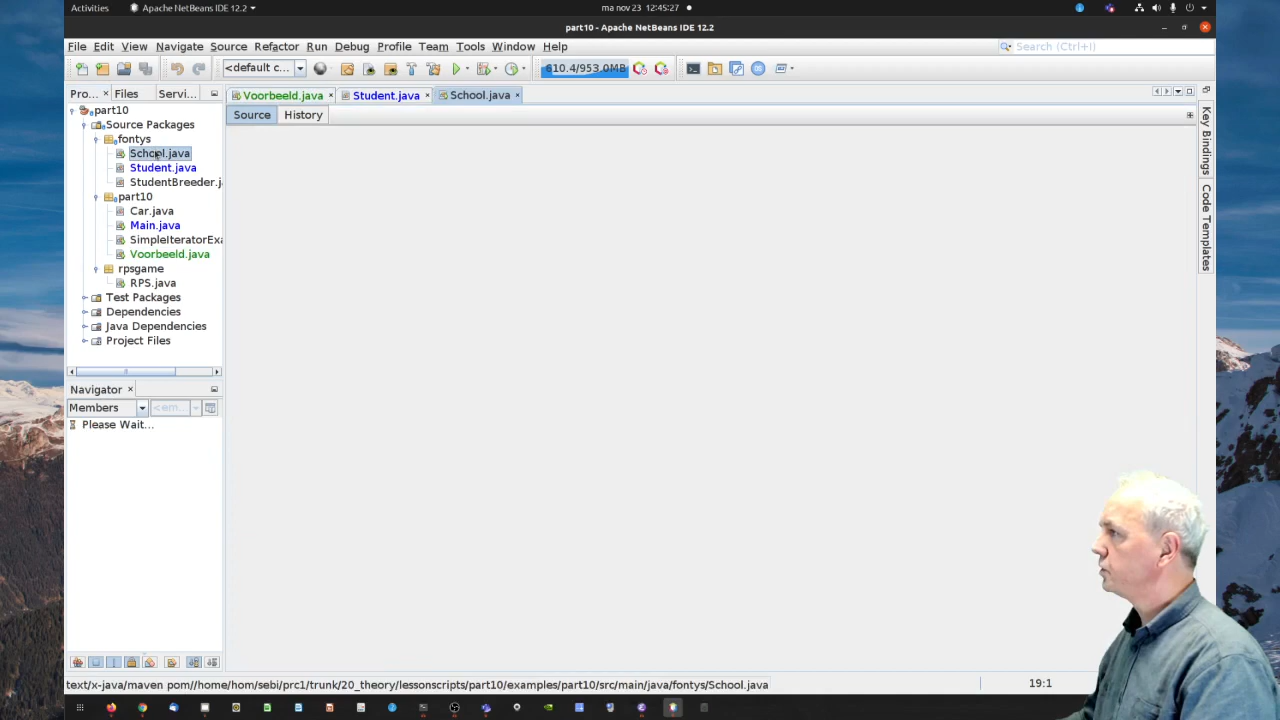 Activities
Apache NetBeans IDE 12.2
ma nov 23 12:45:27
part10 - Apache NetBeans IDE 12.2
File Edit View Navigate Source Refactor Run Debug Profile Team Tools Window Help
Search (Ctrl+I)
<default c...
610.4/953.0MB
Pro... × Files Servi...
Voorbeeld.java × Student.java × School.java ×
Source History
part10
Source Packages
fontys
School.java
Student.java
StudentBreeder.j
part10
Car.java
Main.java
SimpleIteratorExa
Voorbeeld.java
rpsgame
RPS.java
Test Packages
Dependencies
Java Dependencies
Project Files
Navigator ×
Members
<em...
Please Wait...
Key Bindings
Code Templates
text/x-java/maven pom//home/hom/sebi/prc1/trunk/20_theory/lessonscripts/part10/examples/part10/src/main/java/fontys/School.java
19:1